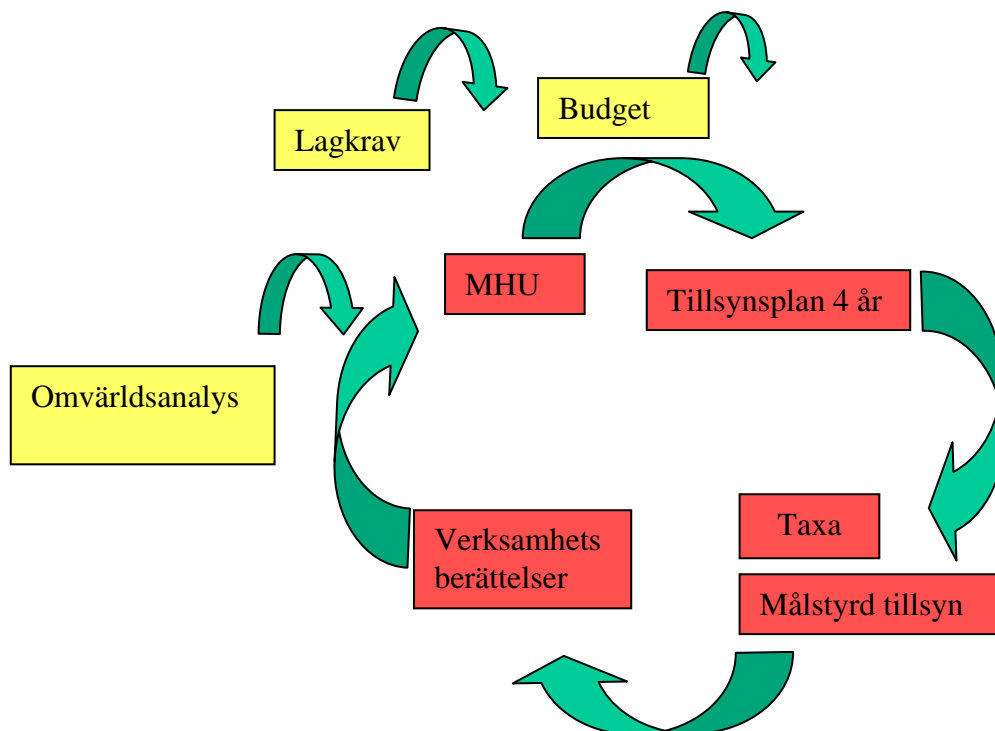 Budget
Lagkrav
MHU
Tillsynsplan 4 år
Omvärldsanalys
Taxa
Verksamhets
berättelser
Målstyrd tillsyn